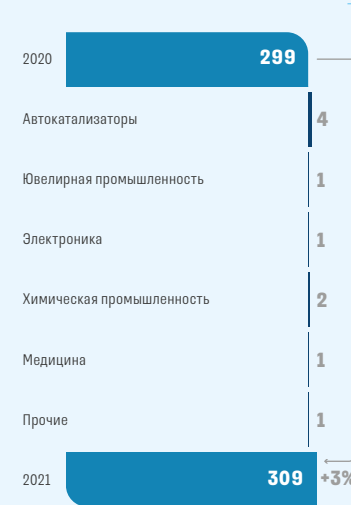 2020 299
Автокатализаторы 4
Ювелирная промышленность 1
Электроника 1
Химическая промышленность 2
Медицина 1
Прочие 1
2021 309 +3%